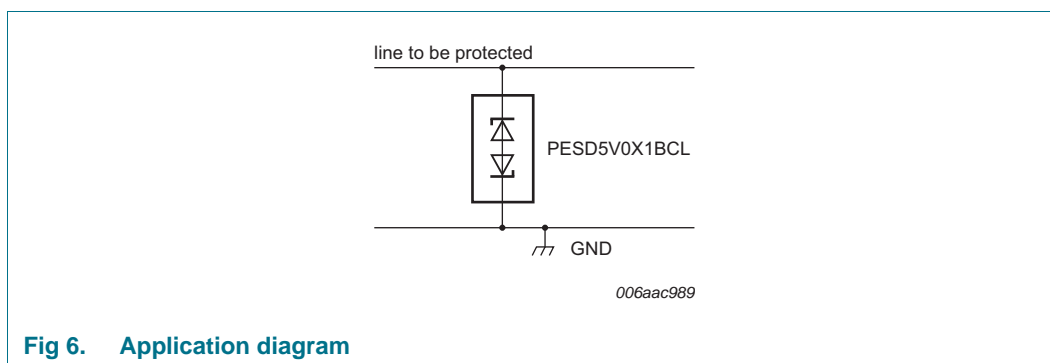 line to be protected
PESD5V0X1BCL
GND
006aac989
Fig 6. Application diagram